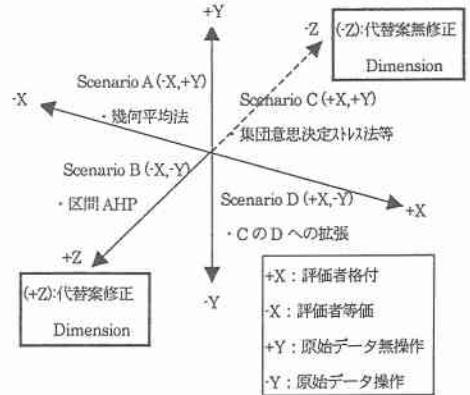 +Y
-Z
(-Z):代替案無修正
Dimension
Scenario A (-X,+Y)
Scenario C (+X,+Y)
-X
・幾何平均法
・集団意思決定ストレス法等
Scenario B (-X,-Y)
Scenario D (+X,-Y)
・区間 AHP
+X
・C の D への拡張
+Z
(+Z):代替案修正
Dimension
-Y
+X:評価者格付
-X:評価者等価
+Y:原始データ無操作
-Y:原始データ操作